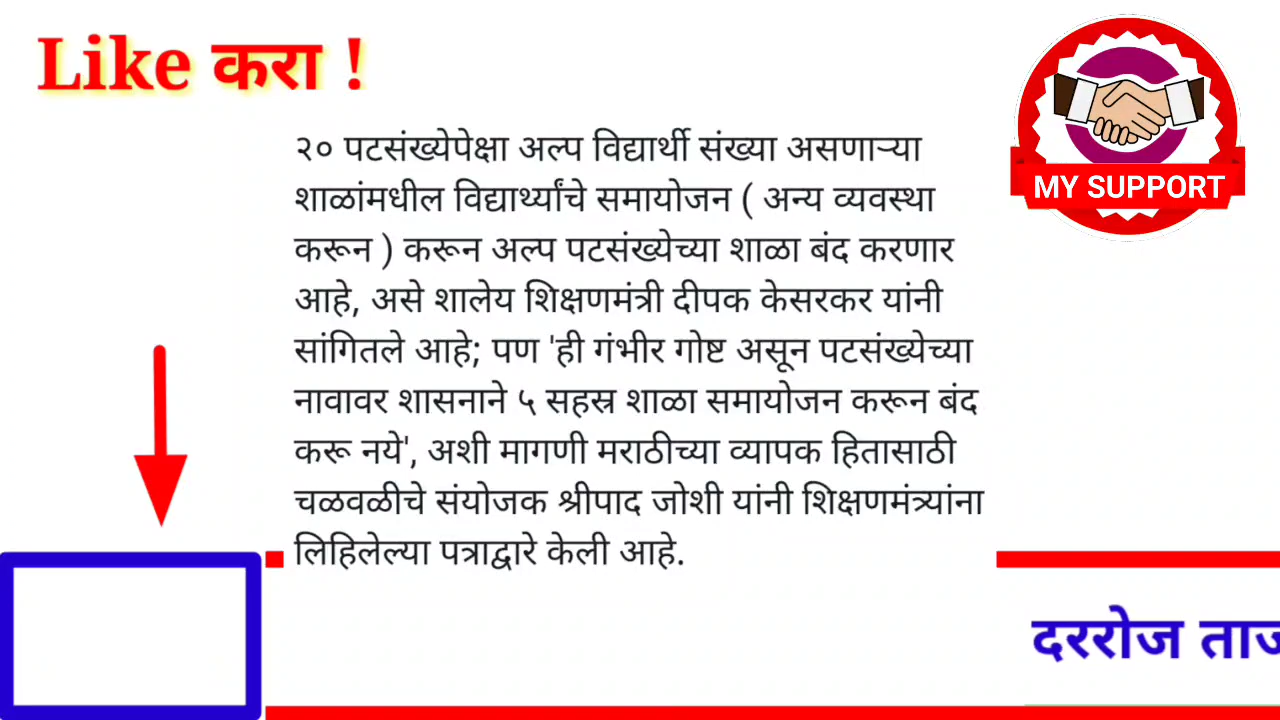 Like करा !
MY SUPPORT
२० पटसंख्येपेक्षा अल्प विद्यार्थी संख्या असणाऱ्या
शाळांमधील विद्यार्थ्यांचे समायोजन ( अन्य व्यवस्था
करून ) करून अल्प पटसंख्येच्या शाळा बंद करणार
आहे, असे शालेय शिक्षणमंत्री दीपक केसरकर यांनी
सांगितले आहे; पण 'ही गंभीर गोष्ट असून पटसंख्येच्या
नावावर शासनाने ५ सहस्र शाळा समायोजन करून बंद
करू नये', अशी मागणी मराठीच्या व्यापक हितासाठी
चळवळीचे संयोजक श्रीपाद जोशी यांनी शिक्षणमंत्र्यांना
लिहिलेल्या पत्राद्वारे केली आहे.
दररोज